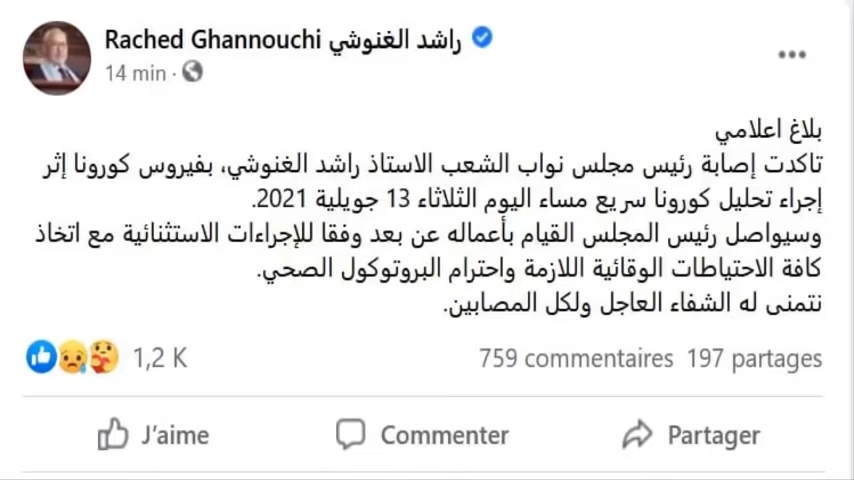 Rached Ghannouchi راشد الغنوشي
14 min ·
بلاغ اعلامي
تاكدت إصابة رئيس مجلس نواب الشعب الاستاذ راشد الغنوشي، بفيروس كورونا إثر
إجراء تحليل كورونا سريع مساء اليوم الثلاثاء 13 جويلية 2021.
وسيواصل رئيس المجلس القيام بأعماله عن بعد وفقا للإجراءات الاستثنائية مع اتخاذ
كافة الاحتياطات الوقائية اللازمة واحترام البروتوكول الصحي.
نتمنى له الشفاء العاجل ولكل المصابين.
1,2 K 759 commentaires 197 partages
J’aime Commenter Partager